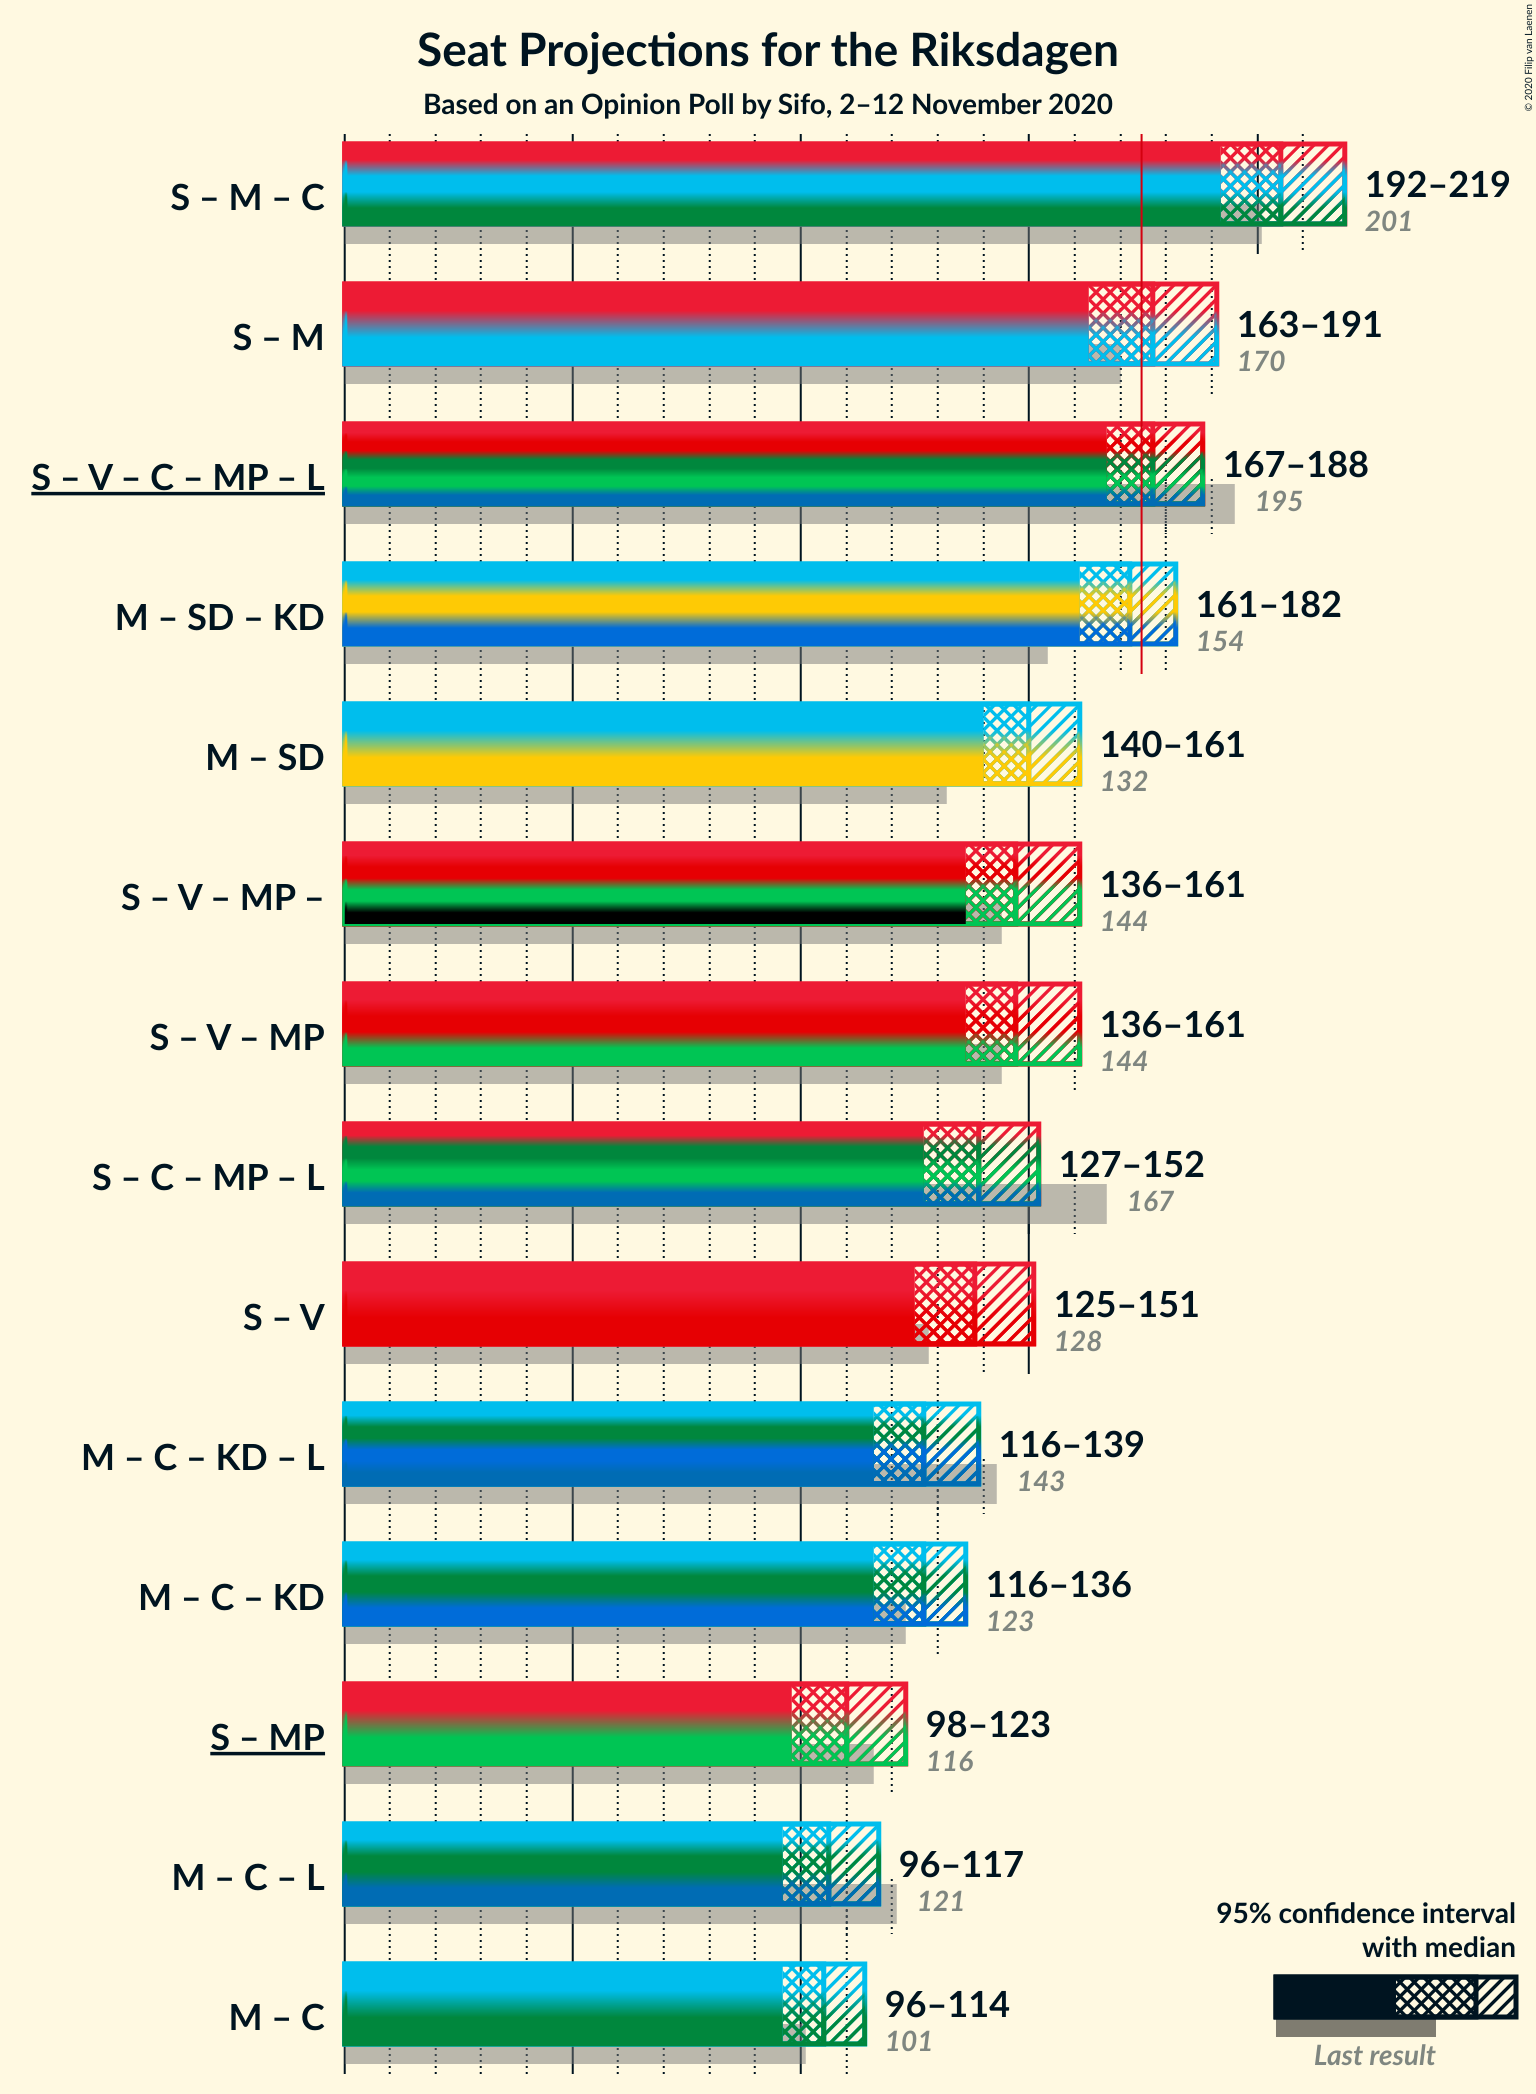 Seat Projections for the Riksdagen
Based on an Opinion Poll by Sifo, 2–12 November 2020
© 2020 Filip van Laenen
S – M – C
192–219
201
S – M
163–191
170
S – V – C – MP – L
167–188
195
M – SD – KD
161–182
154
M – SD
140–161
132
S – V – MP –
136–161
144
S – V – MP
136–161
144
S – C – MP – L
127–152
167
S – V
125–151
128
M – C – KD – L
116–139
143
M – C – KD
116–136
123
S – MP
98–123
116
M – C – L
96–117
121
M – C
96–114
101
95% confidence interval
with median
Last result